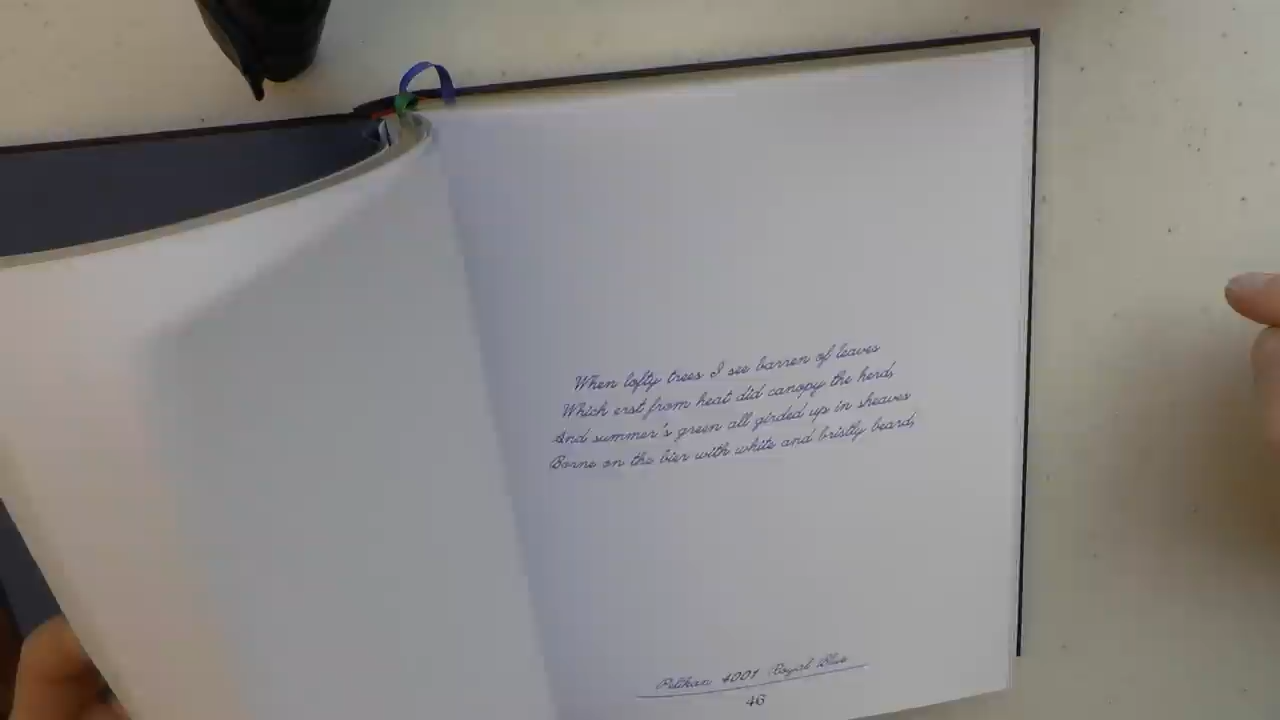 When lofty trees I see barren of leaves
Which erst from heat did canopy the herd,
And summer's green all girded up in sheaves
Borne on the bier with white and bristly beard,
Pelikan 4001 Royal Blue
46